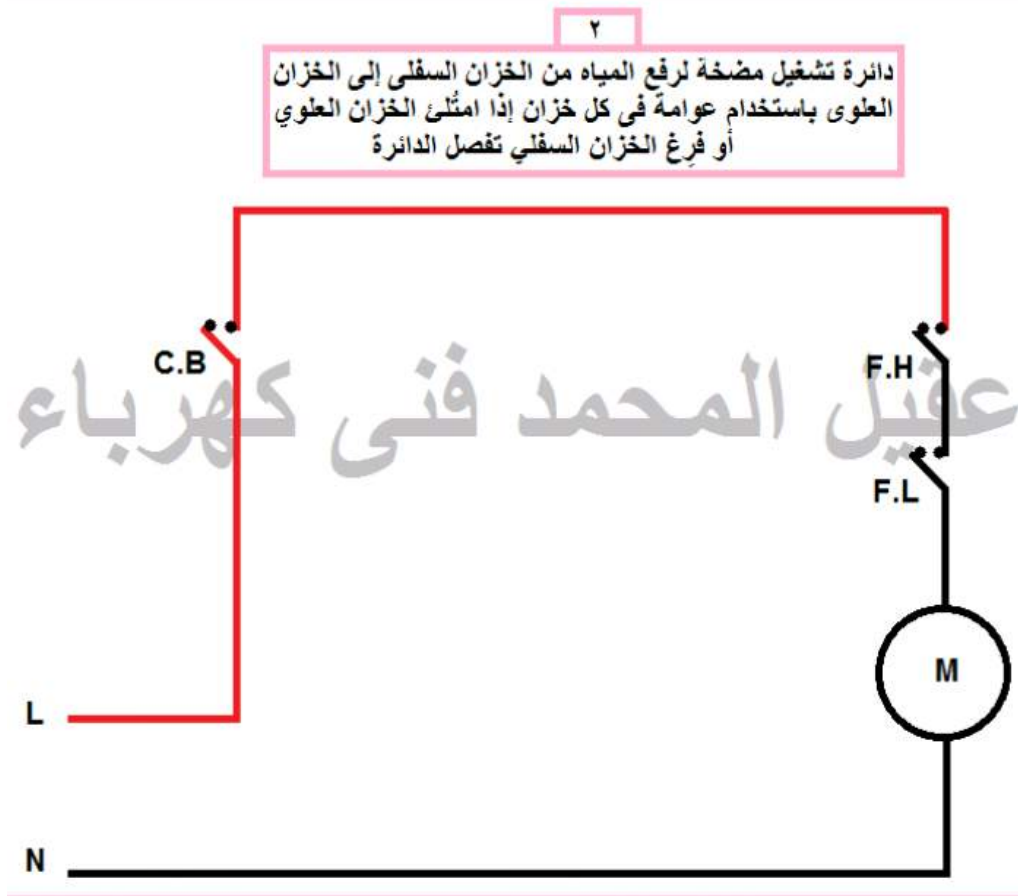 ٢
دائرة تشغيل مضخة لرفع المياه من الخزان السفلى إلى الخزان
العلوى باستخدام عوامة فى كل خزان إذا امتُلئ الخزان العلوي
أو فرِغ الخزان السفلي تفصل الدائرة
C.B
F.H
عقيل المحمد فنى كهرباء
F.L
M
L
N